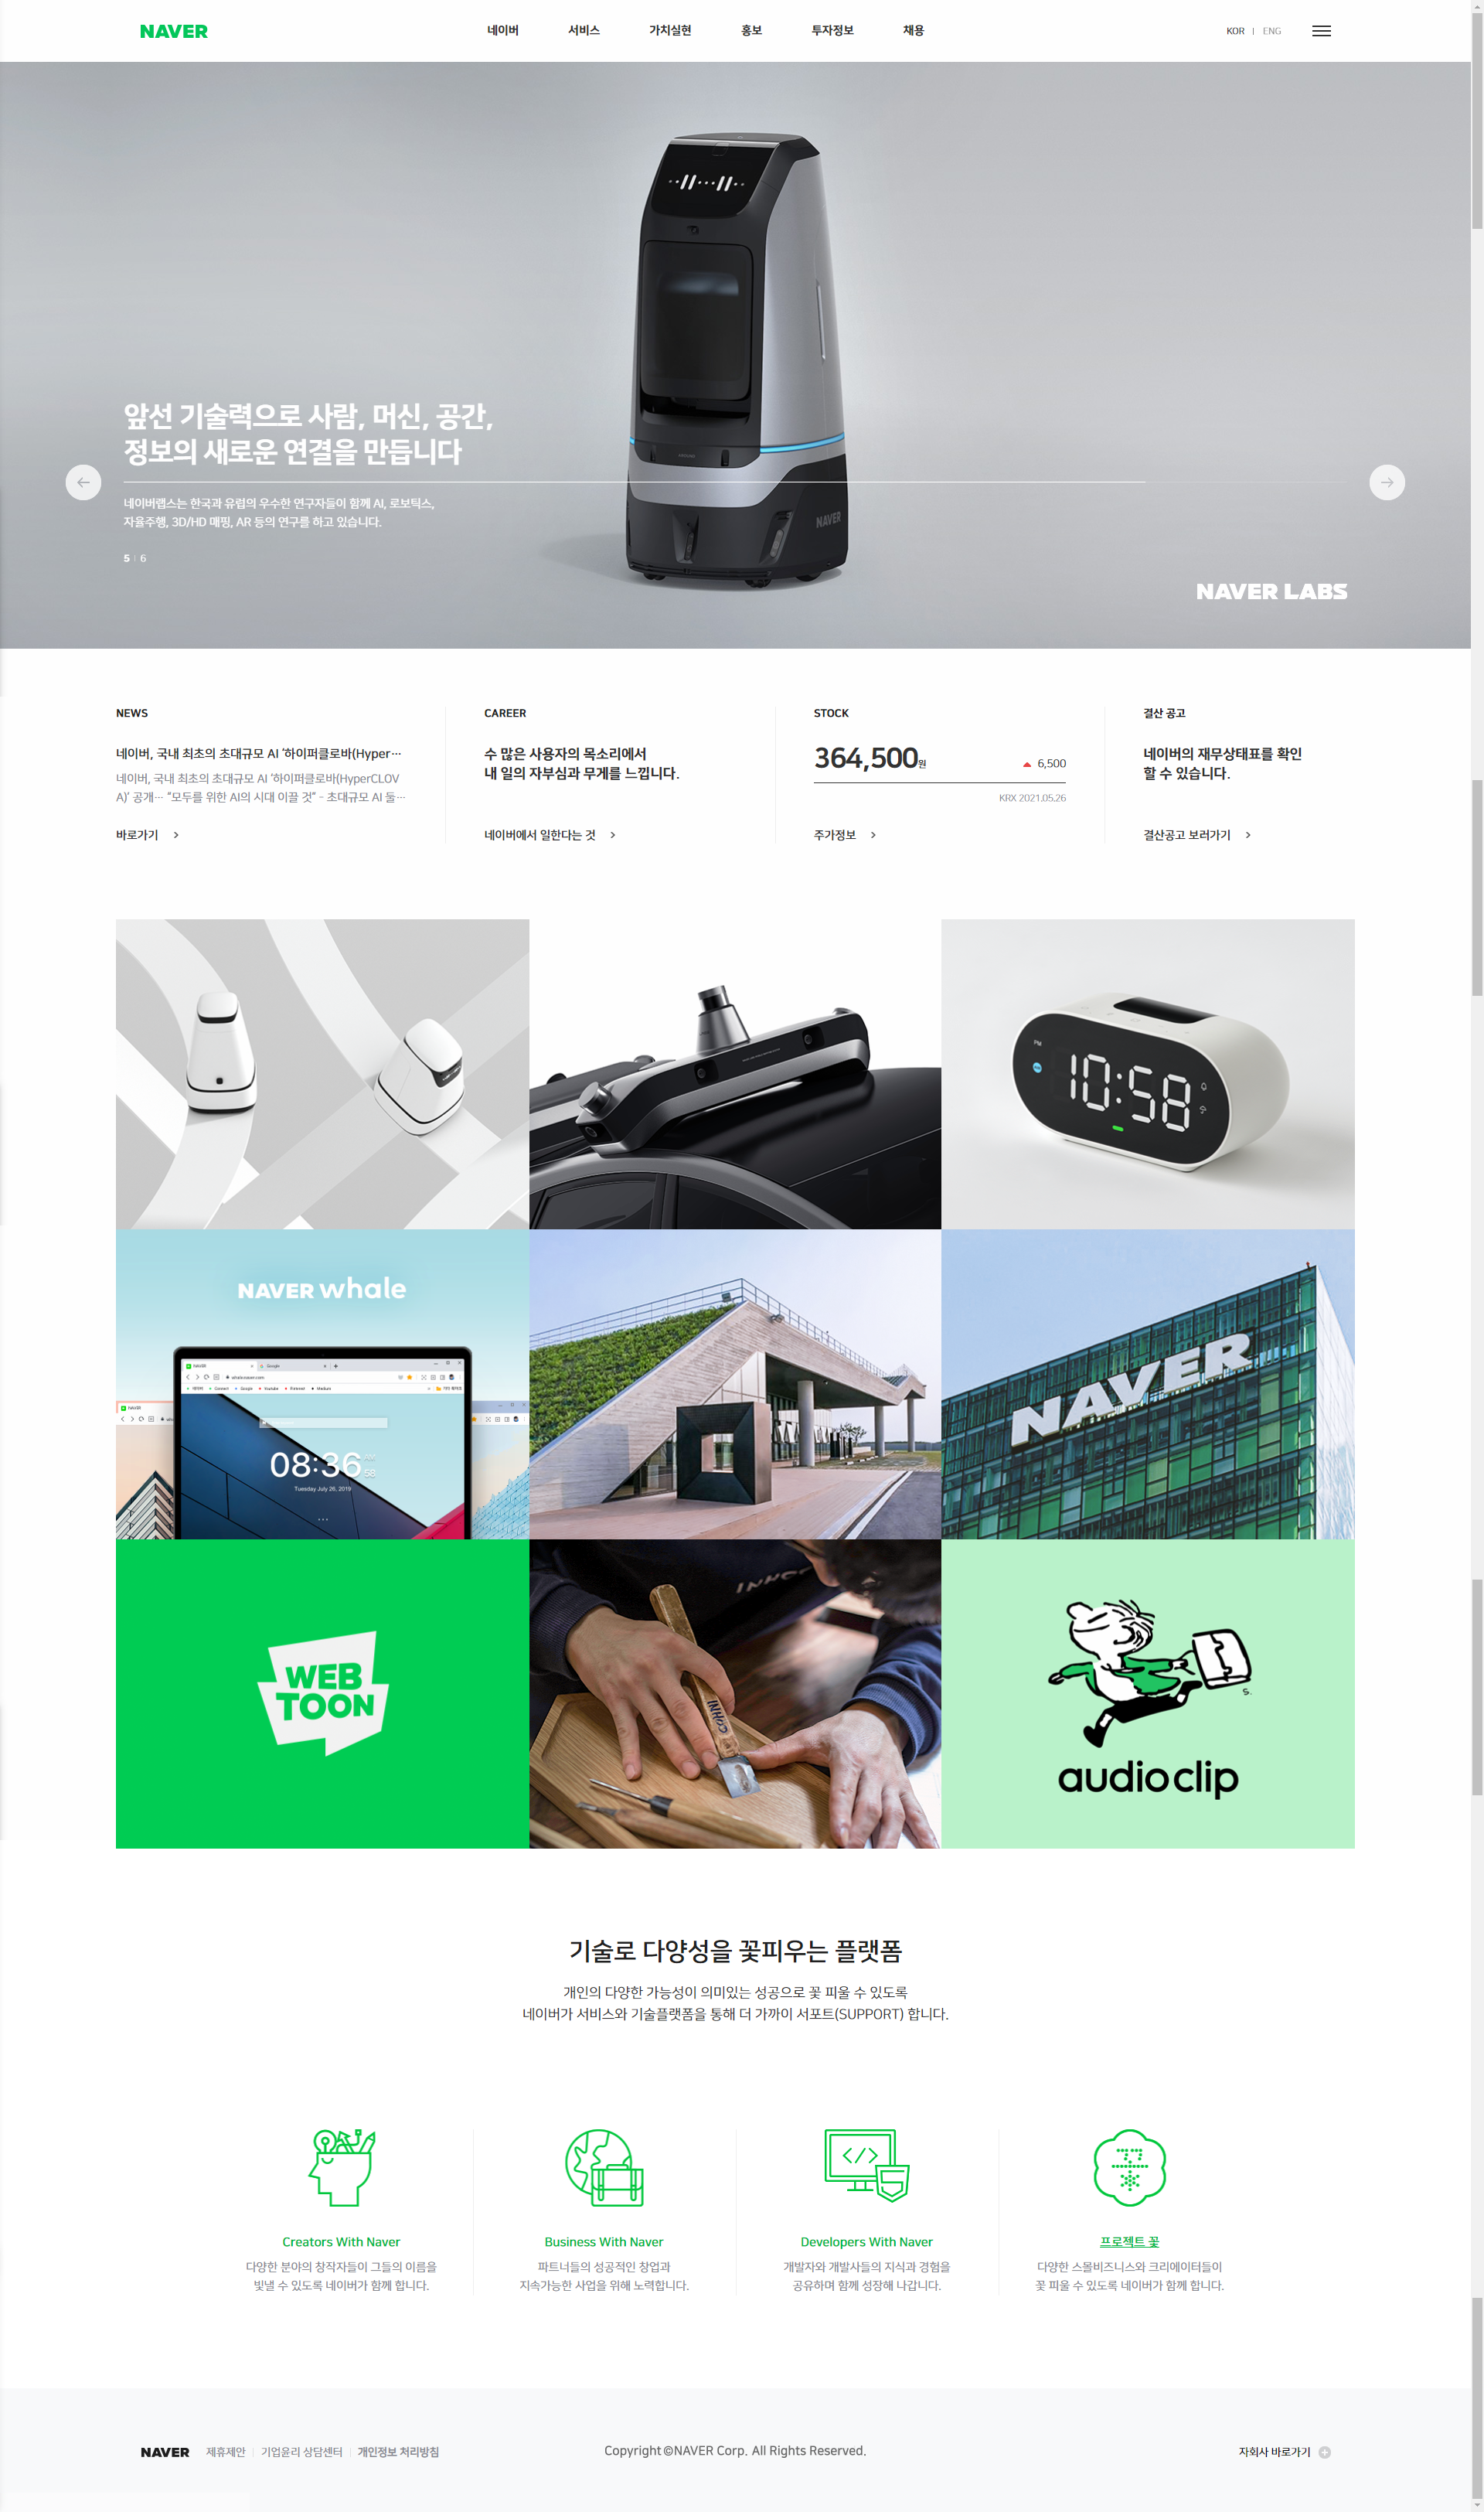 NAVER
네이버 서비스 가치실현 홍보 투자정보 채용
KOR | ENG
앞선 기술력으로 사람, 머신, 공간,
정보의 새로운 연결을 만듭니다
네이버랩스는 한국과 유럽의 우수한 연구자들이 함께 AI, 로보틱스,
자율주행, 3D/HD 매핑, AR 등의 연구를 하고 있습니다.
5 | 6
NAVER
NAVER LABS
NEWS
네이버, 국내 최초의 초대규모 AI '하이퍼클로바(Hyper…
네이버, 국내 최초의 초대규모 AI '하이퍼클로바(HyperCLOV
A)' 공개… "모두를 위한 AI의 시대 이끌 것" - 초대규모 AI 둘…
바로가기
CAREER
수 많은 사용자의 목소리에서
내 일의 자부심과 무게를 느낍니다.
네이버에서 일한다는 것
STOCK
364,500원
6,500
KRX 2021.05.26
주가정보
결산 공고
네이버의 재무상태표를 확인
할 수 있습니다.
결산공고 보러가기
PM
10:58
NAVER whale
NAVER
Google
whale.naver.com
08:36
58
Tuesday July 26, 2019
NAVER
WEB
TOON
INHOO
audio clip
S.
기술로 다양성을 꽃피우는 플랫폼
개인의 다양한 가능성이 의미있는 성공으로 꽃 피울 수 있도록
네이버가 서비스와 기술플랫폼을 통해 더 가까이 서포트(SUPPORT) 합니다.
Creators With Naver
다양한 분야의 창작자들이 그들의 이름을
빛낼 수 있도록 네이버가 함께 합니다.
Business With Naver
파트너들의 성공적인 창업과
지속가능한 사업을 위해 노력합니다.
Developers With Naver
개발자와 개발사들의 지식과 경험을
공유하며 함께 성장해 나갑니다.
꽃
프로젝트 꽃
다양한 스몰비즈니스와 크리에이터들이
꽃 피울 수 있도록 네이버가 함께 합니다.
NAVER 제휴제안 | 기업윤리 상담센터 | 개인정보 처리방침
Copyright ©NAVER Corp. All Rights Reserved.
자회사 바로가기